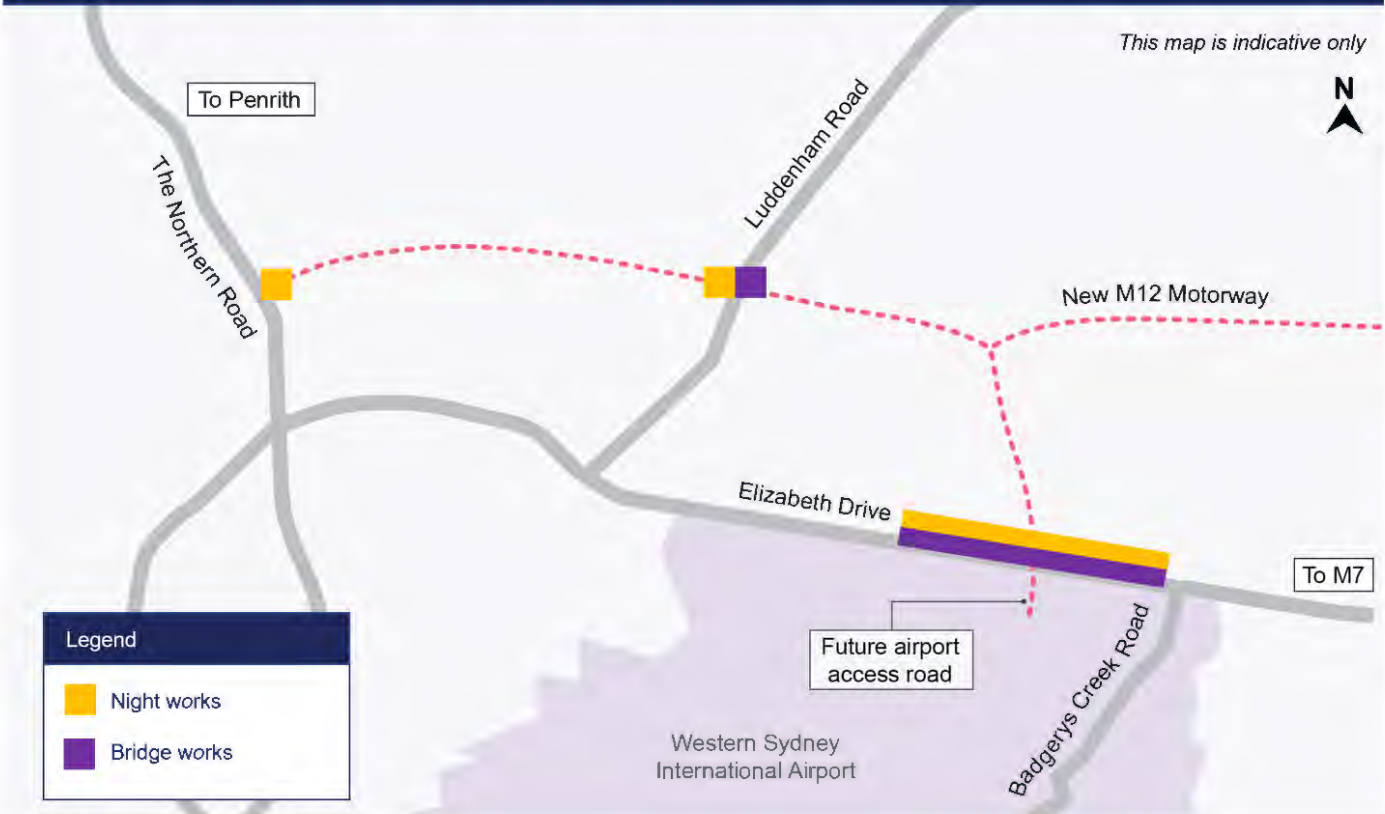 This map is indicative only
N
To Penrith
Luddenham Road
The Northern Road
New M12 Motorway
Elizabeth Drive
To M7
Future airport
access road
Badgerys Creek Road
Western Sydney
International Airport
Legend
Night works
Bridge works